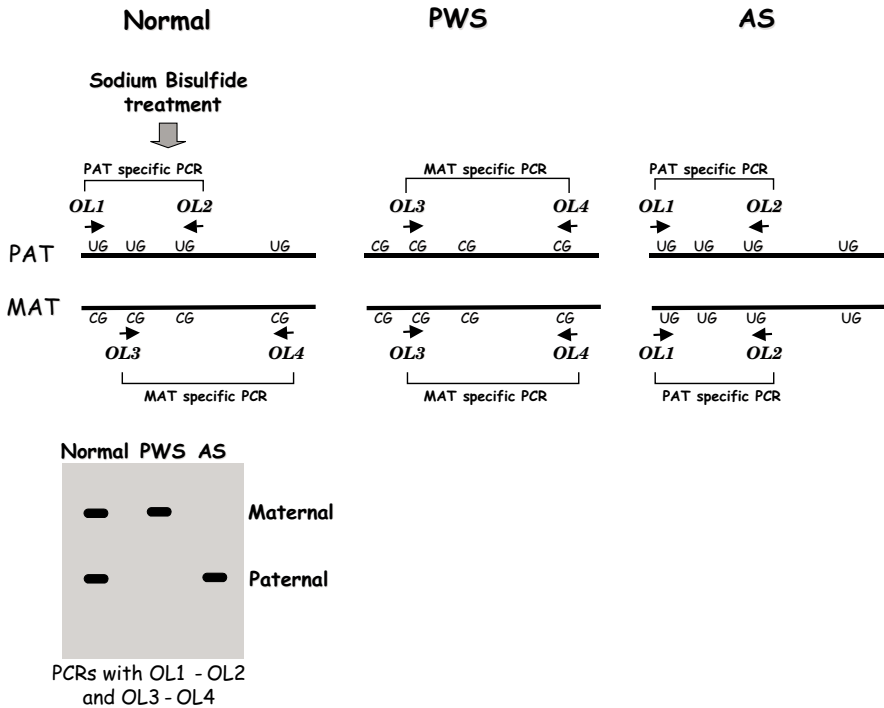 Normal PWS AS
Sodium Bisulfide
treatment
PAT specific PCR MAT specific PCR PAT specific PCR
OL1 OL2 OL3 OL4 OL1 OL2
PAT UG UG UG UG CG CG CG CG UG UG UG UG
MAT CG CG CG CG CG CG CG CG UG UG UG UG
OL3 OL4 OL3 OL4 OL1 OL2
MAT specific PCR MAT specific PCR PAT specific PCR
Normal PWS AS
Maternal
Paternal
PCRs with OL1 - OL2
and OL3 - OL4